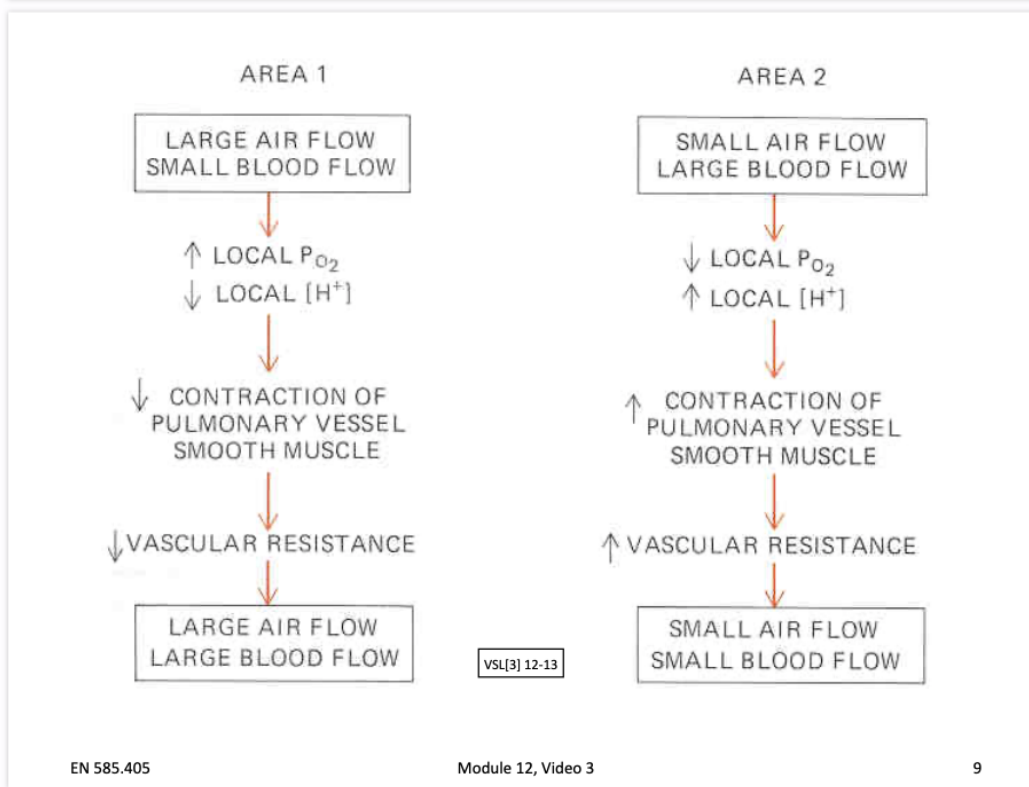 AREA 1
LARGE AIR FLOW
SMALL BLOOD FLOW
↑ LOCAL PO2
↓ LOCAL [H+]
↓ CONTRACTION OF
PULMONARY VESSEL
SMOOTH MUSCLE
↓ VASCULAR RESISTANCE
LARGE AIR FLOW
LARGE BLOOD FLOW
AREA 2
SMALL AIR FLOW
LARGE BLOOD FLOW
↓ LOCAL PO2
↑ LOCAL [H+]
↑ CONTRACTION OF
PULMONARY VESSEL
SMOOTH MUSCLE
↑ VASCULAR RESISTANCE
SMALL AIR FLOW
SMALL BLOOD FLOW
VSL[3] 12-13
EN 585.405
Module 12, Video 3
9